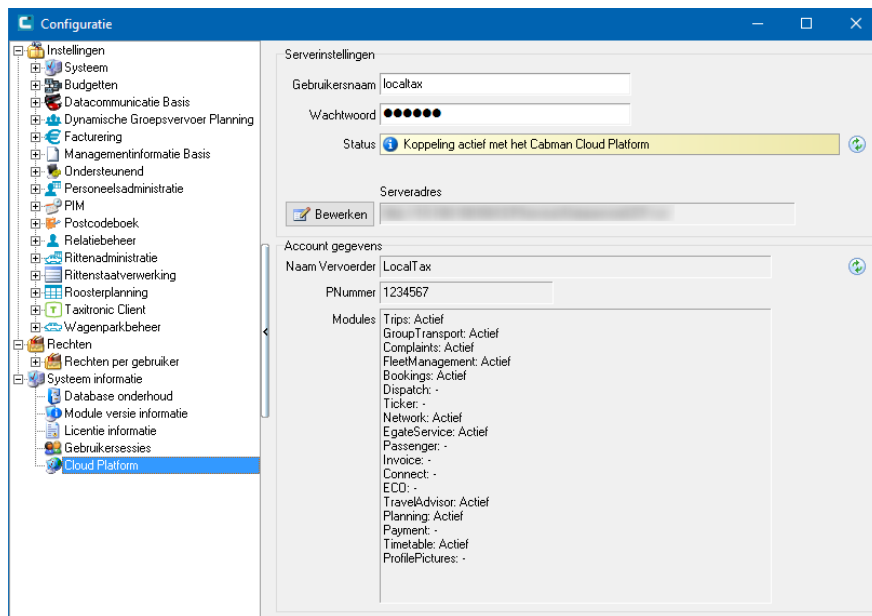 Configuratie
Instellingen
Systeem
Budgetten
Datacommunicatie Basis
Dynamische Groepsvervoer Planning
Facturering
Managementinformatie Basis
Ondersteunend
Personeelsadministratie
PIM
Postcodeboek
Relatiebeheer
Rittenadministratie
Rittenstaatverwerking
Roosterplanning
Taxitronic Client
Wagenparkbeheer
Rechten
Rechten per gebruiker
Systeem informatie
Database onderhoud
Module versie informatie
Licentie informatie
Gebruikersessies
Cloud Platform
Serverinstellingen
Gebruikersnaam localtax
Wachtwoord ●●●●●●
Status Koppeling actief met het Cabman Cloud Platform
Serveradres
Bewerken
Account gegevens
Naam Vervoerder LocalTax
PNummer 1234567
Modules Trips: Actief
GroupTransport: Actief
Complaints: Actief
FleetManagement: Actief
Bookings: Actief
Dispatch: -
Ticker: -
Network: Actief
EgateService: Actief
Passenger: -
Invoice: -
Connect: -
ECO: -
TravelAdvisor: Actief
Planning: Actief
Payment: -
Timetable: Actief
ProfilePictures: -